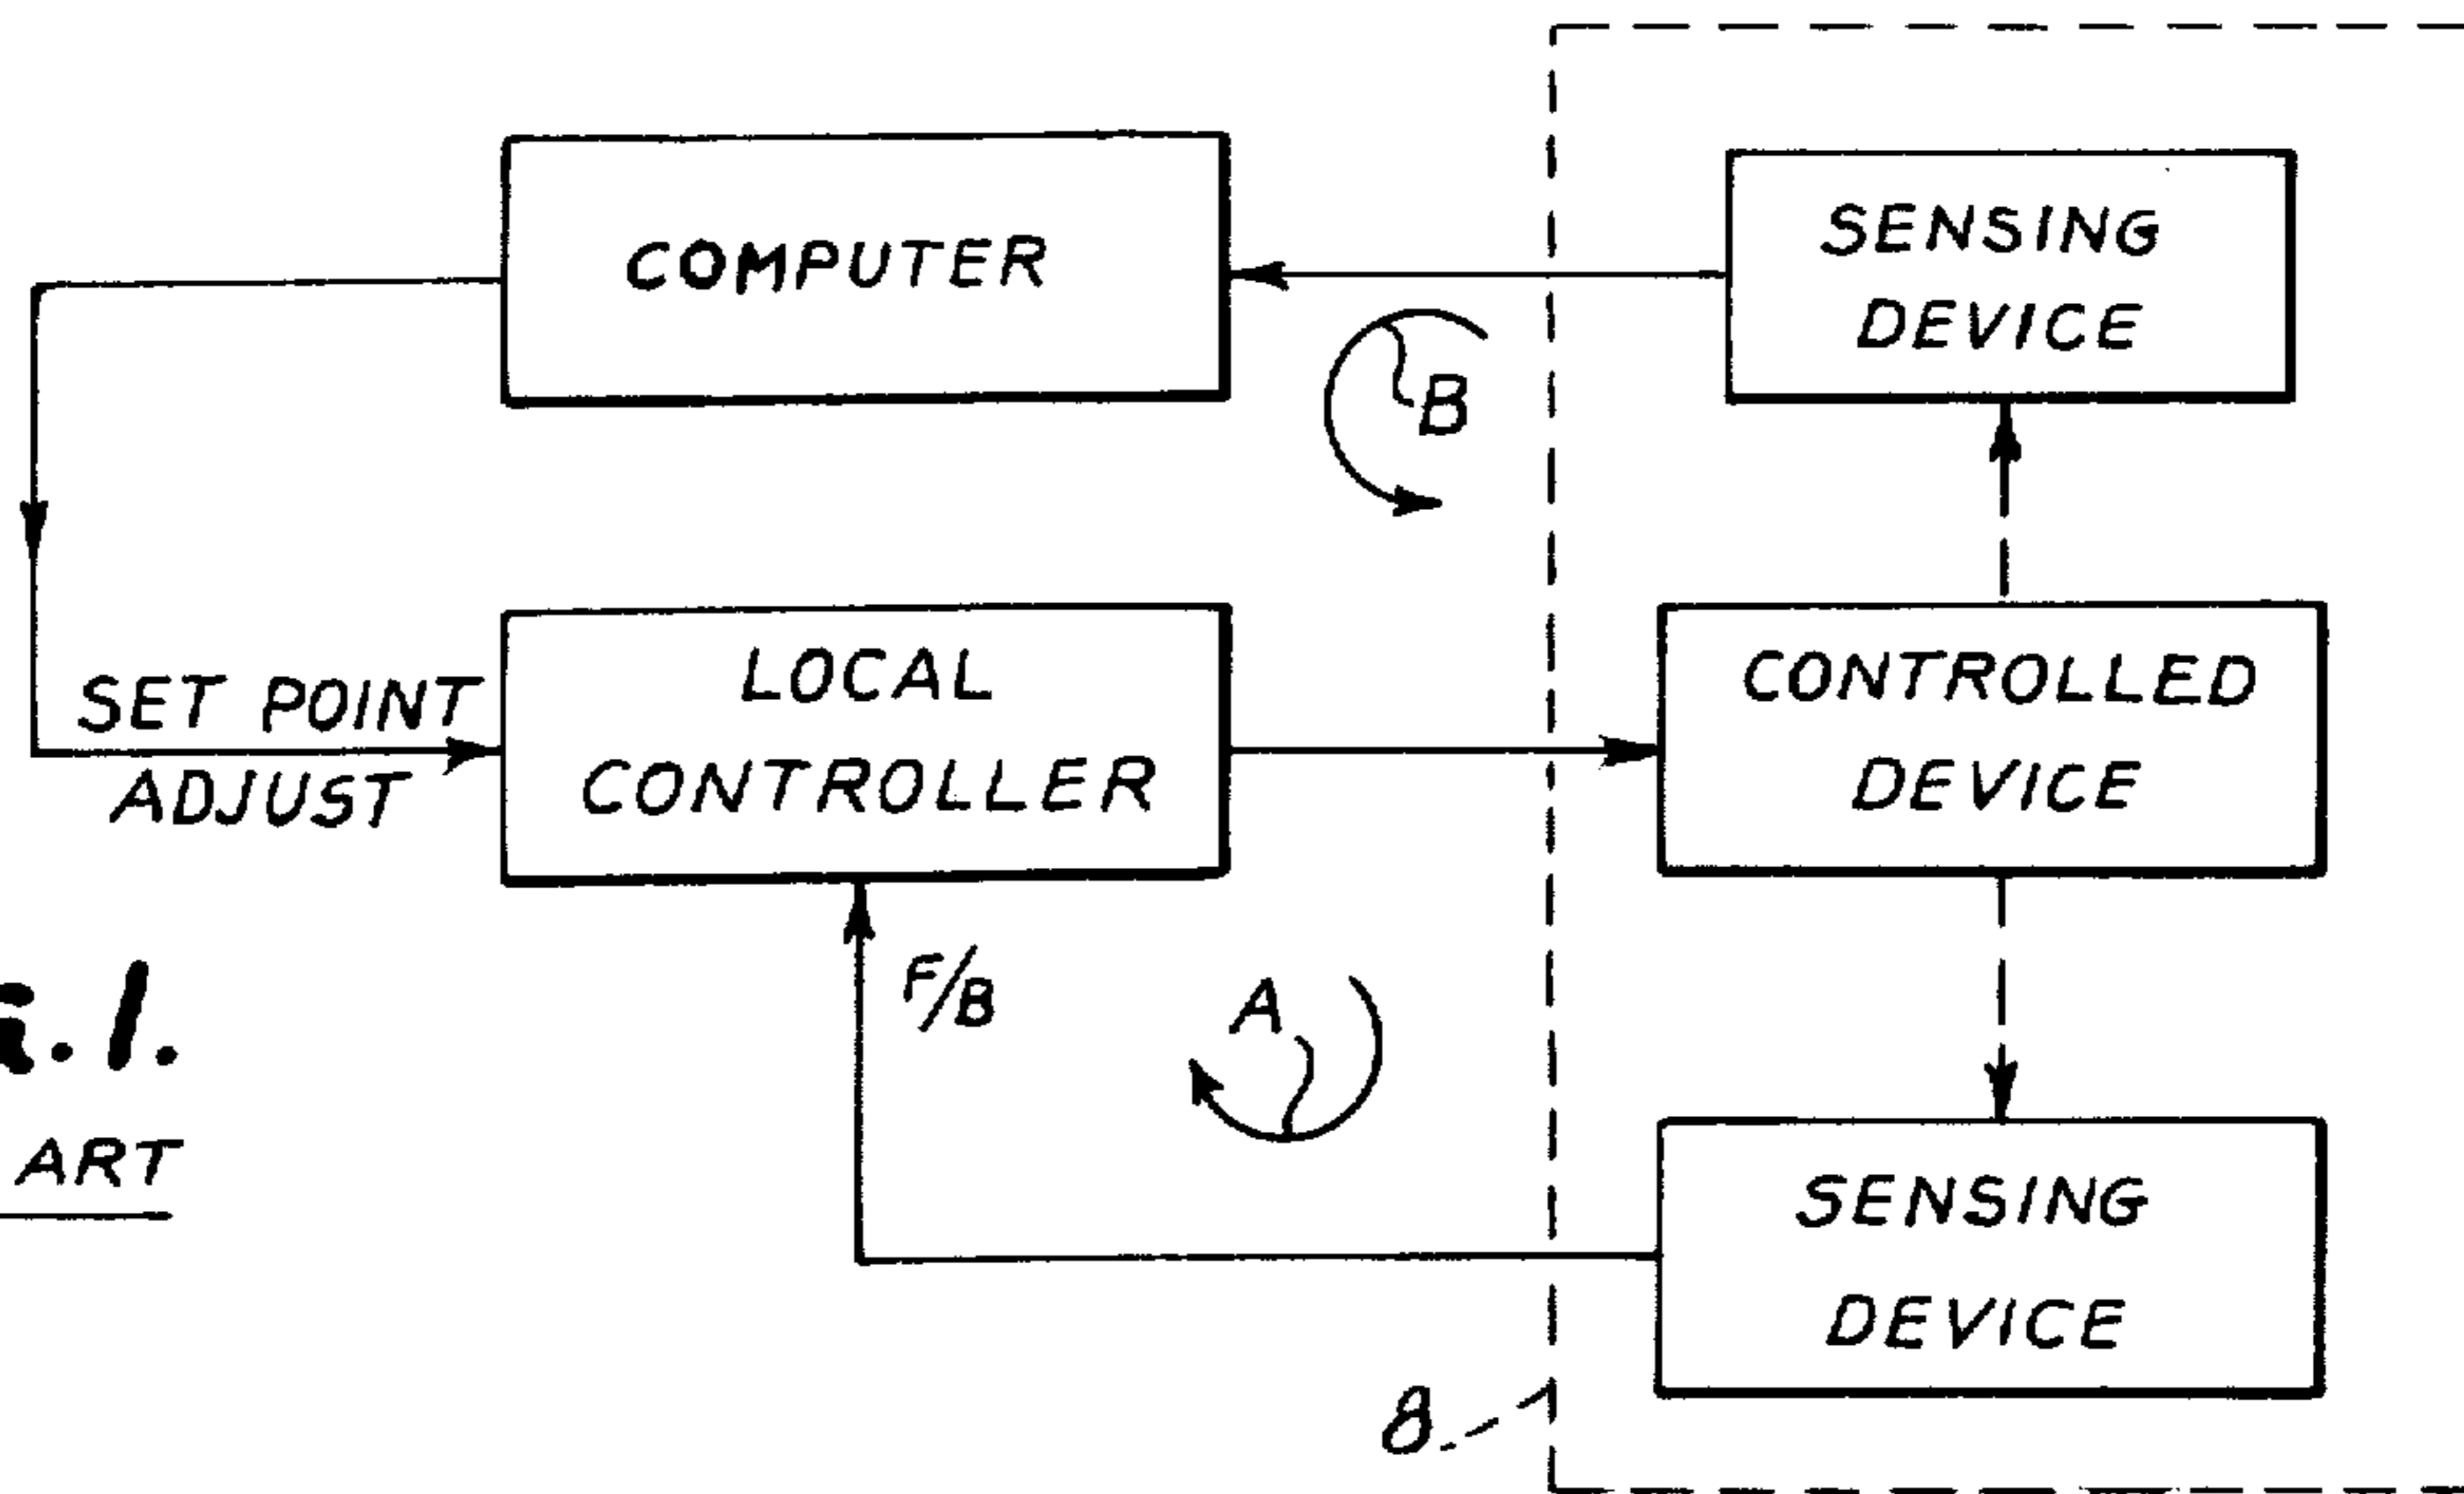 COMPUTER
SENSING
DEVICE
B
SET POINT
ADJUST
LOCAL
CONTROLLER
CONTROLLED
DEVICE
F/B
A
.1.
ART
SENSING
DEVICE
8